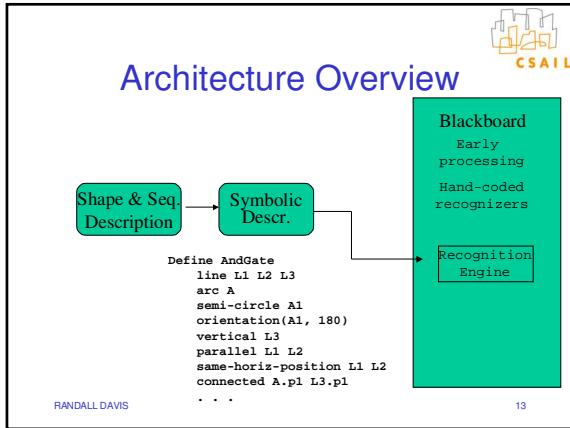 CSAIL
Architecture Overview
Blackboard
Early
processing
Hand-coded
recognizers
Shape & Seq.
Description
Symbolic
Descr.
Recognition
Engine
Define AndGate
line L1 L2 L3
arc A
semi-circle A1
orientation(A1, 180)
vertical L3
parallel L1 L2
same-horiz-position L1 L2
connected A.p1 L3.p1
. . .
RANDALL DAVIS
13